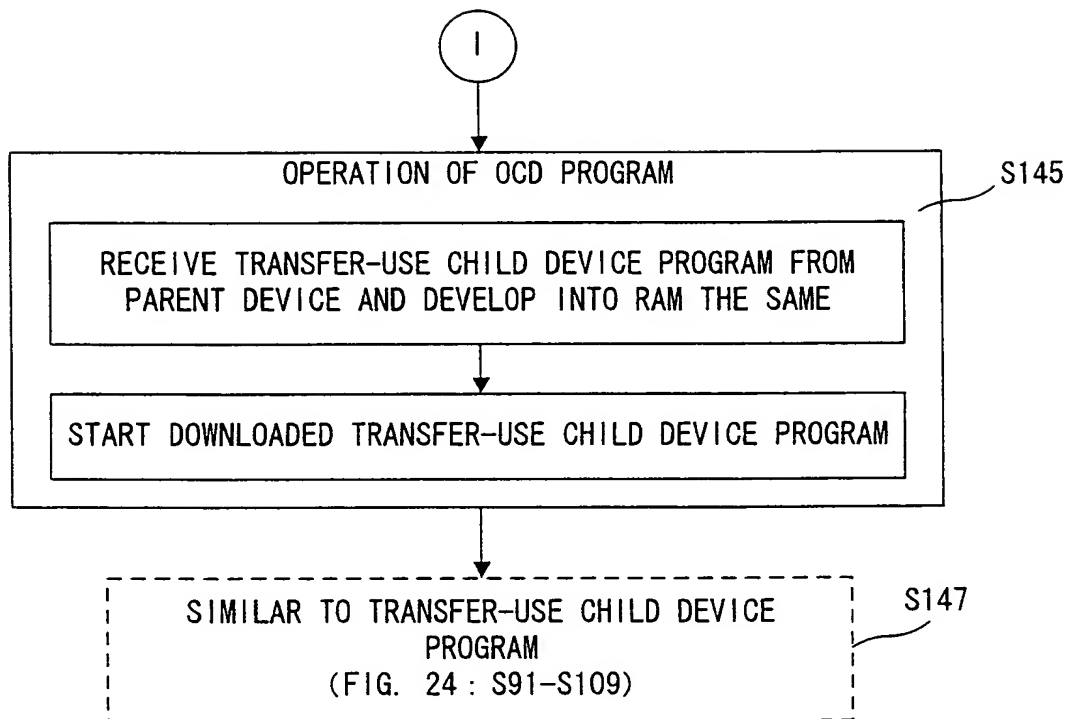 I
OPERATION OF OCD PROGRAM
S145
RECEIVE TRANSFER-USE CHILD DEVICE PROGRAM FROM
PARENT DEVICE AND DEVELOP INTO RAM THE SAME
START DOWNLOADED TRANSFER-USE CHILD DEVICE PROGRAM
SIMILAR TO TRANSFER-USE CHILD DEVICE
PROGRAM
(FIG. 24 : S91-S109)
S147